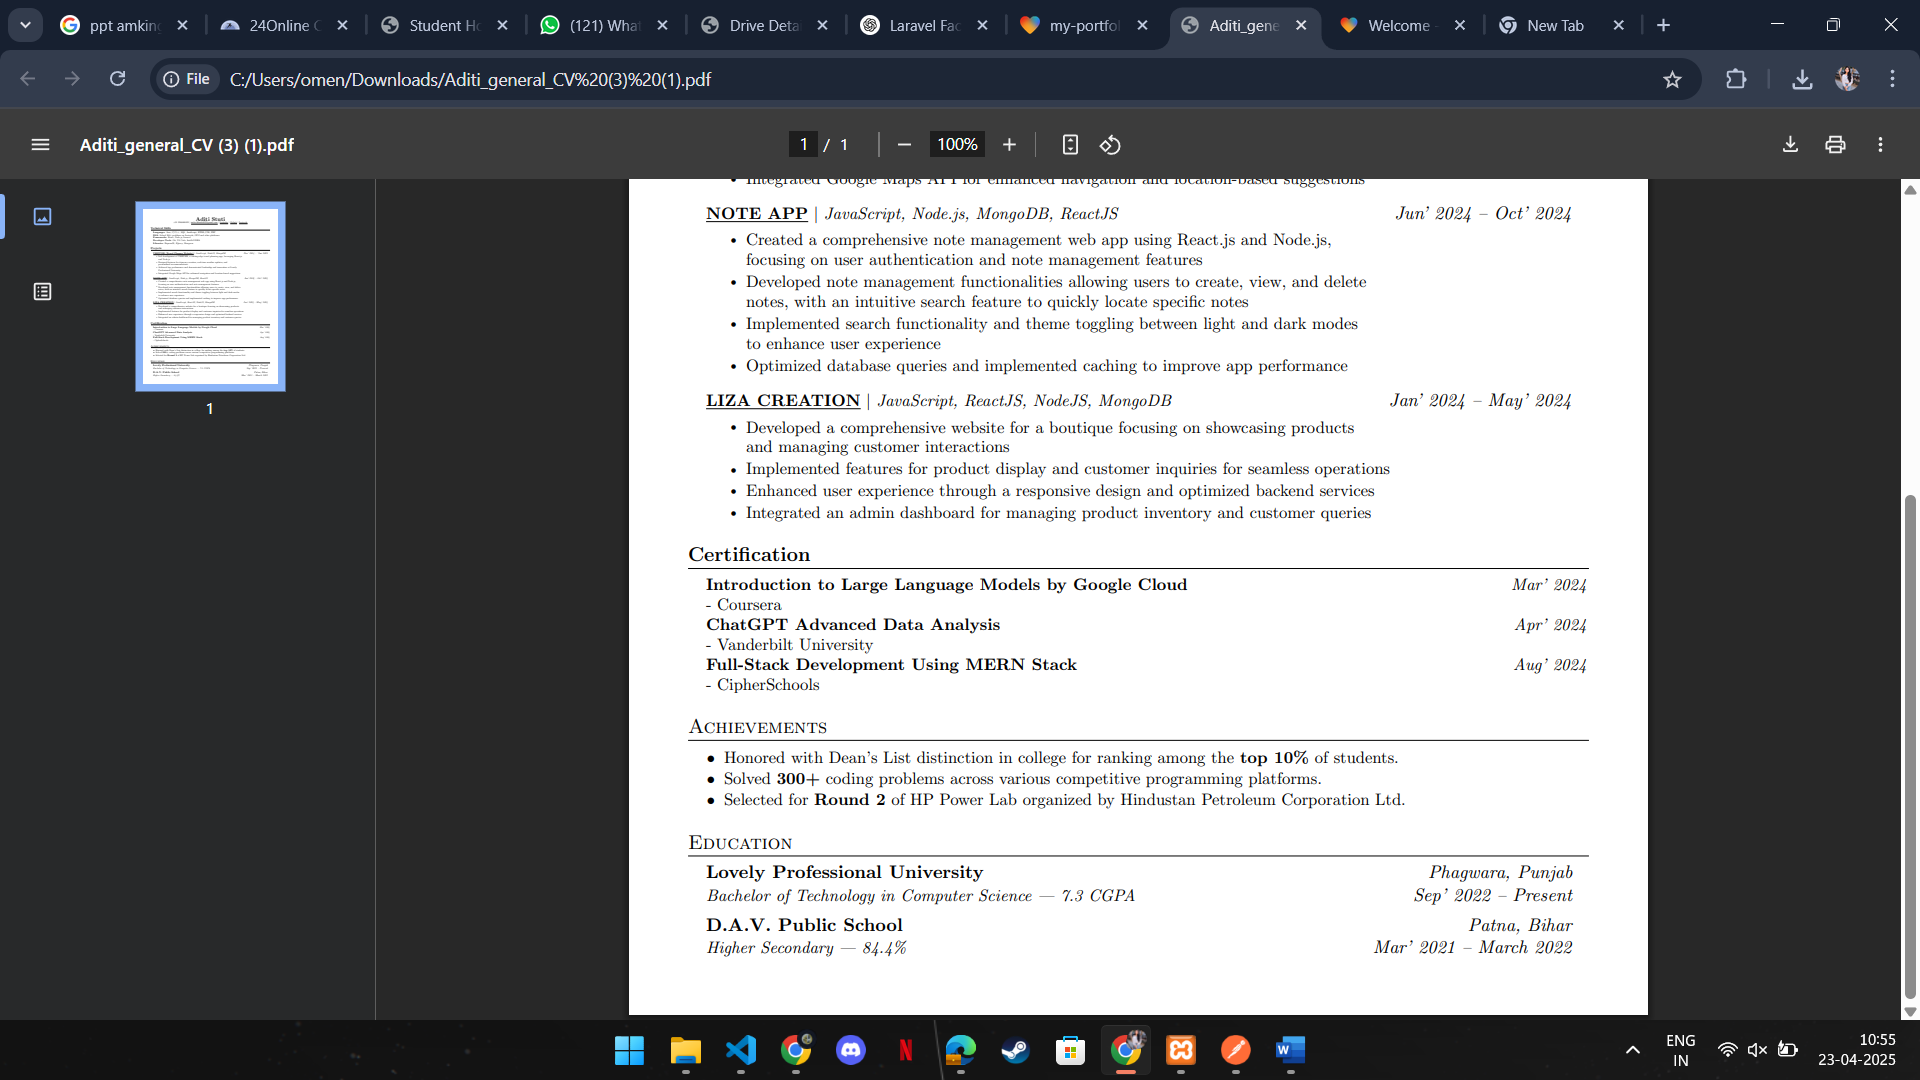 ppt amking
24Online C
Student Ho
(121) What
Drive Detai
Laravel Fac
my-portfol
Aditi_gene
Welcome -
New Tab
File
C:/Users/omen/Downloads/Aditi_general_CV%20(3)%20(1).pdf
Aditi_general_CV (3) (1).pdf
1 / 1
100%
1
• Integrated Google Maps API for enhanced navigation and location-based suggestions
NOTE APP | JavaScript, Node.js, MongoDB, ReactJS Jun' 2024 – Oct' 2024
• Created a comprehensive note management web app using React.js and Node.js,
focusing on user authentication and note management features
• Developed note management functionalities allowing users to create, view, and delete
notes, with an intuitive search feature to quickly locate specific notes
• Implemented search functionality and theme toggling between light and dark modes
to enhance user experience
• Optimized database queries and implemented caching to improve app performance
LIZA CREATION | JavaScript, ReactJS, NodeJS, MongoDB Jan' 2024 – May' 2024
• Developed a comprehensive website for a boutique focusing on showcasing products
and managing customer interactions
• Implemented features for product display and customer inquiries for seamless operations
• Enhanced user experience through a responsive design and optimized backend services
• Integrated an admin dashboard for managing product inventory and customer queries
Certification
Introduction to Large Language Models by Google Cloud Mar' 2024
- Coursera
ChatGPT Advanced Data Analysis Apr' 2024
- Vanderbilt University
Full-Stack Development Using MERN Stack Aug' 2024
- CipherSchools
Achievements
• Honored with Dean's List distinction in college for ranking among the top 10% of students.
• Solved 300+ coding problems across various competitive programming platforms.
• Selected for Round 2 of HP Power Lab organized by Hindustan Petroleum Corporation Ltd.
Education
Lovely Professional University Phagwara, Punjab
Bachelor of Technology in Computer Science — 7.3 CGPA Sep' 2022 – Present
D.A.V. Public School Patna, Bihar
Higher Secondary — 84.4% Mar' 2021 – March 2022
ENG
IN
10:55
23-04-2025